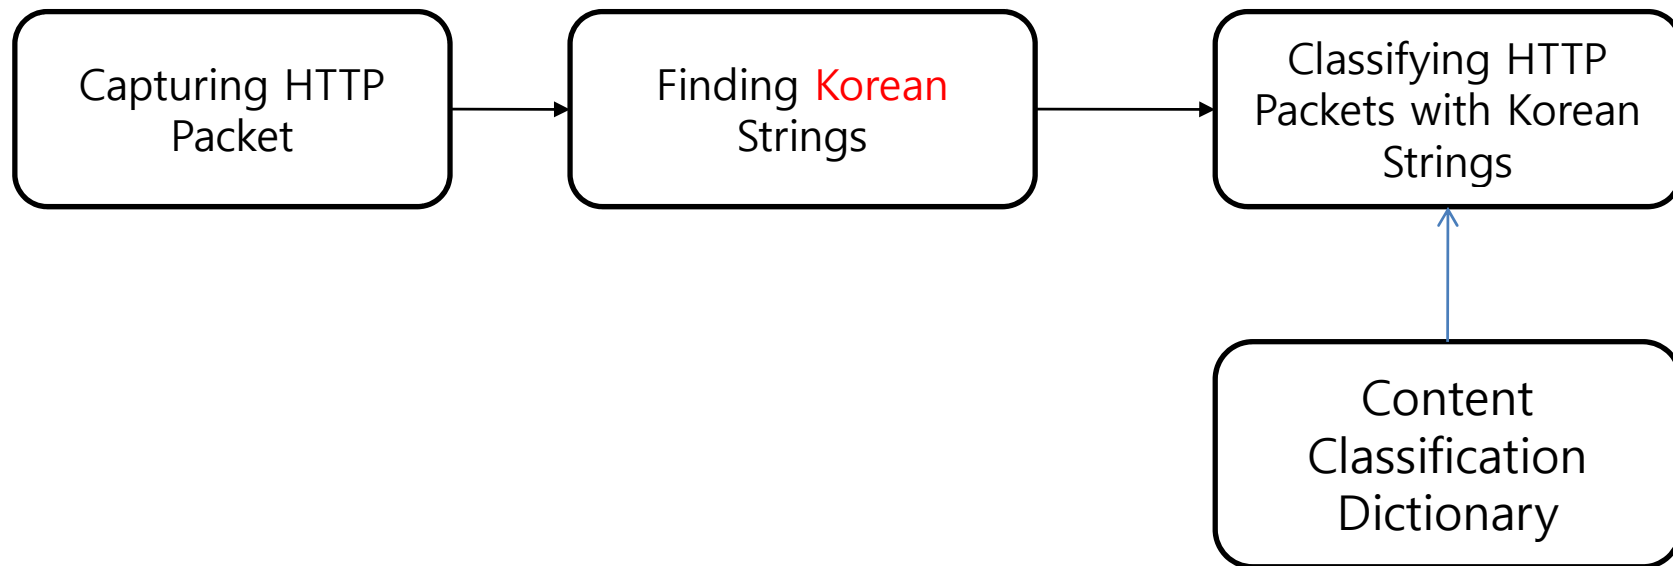 Capturing HTTP
Packet
Finding Korean
Strings
Classifying HTTP
Packets with Korean
Strings
Content
Classification
Dictionary